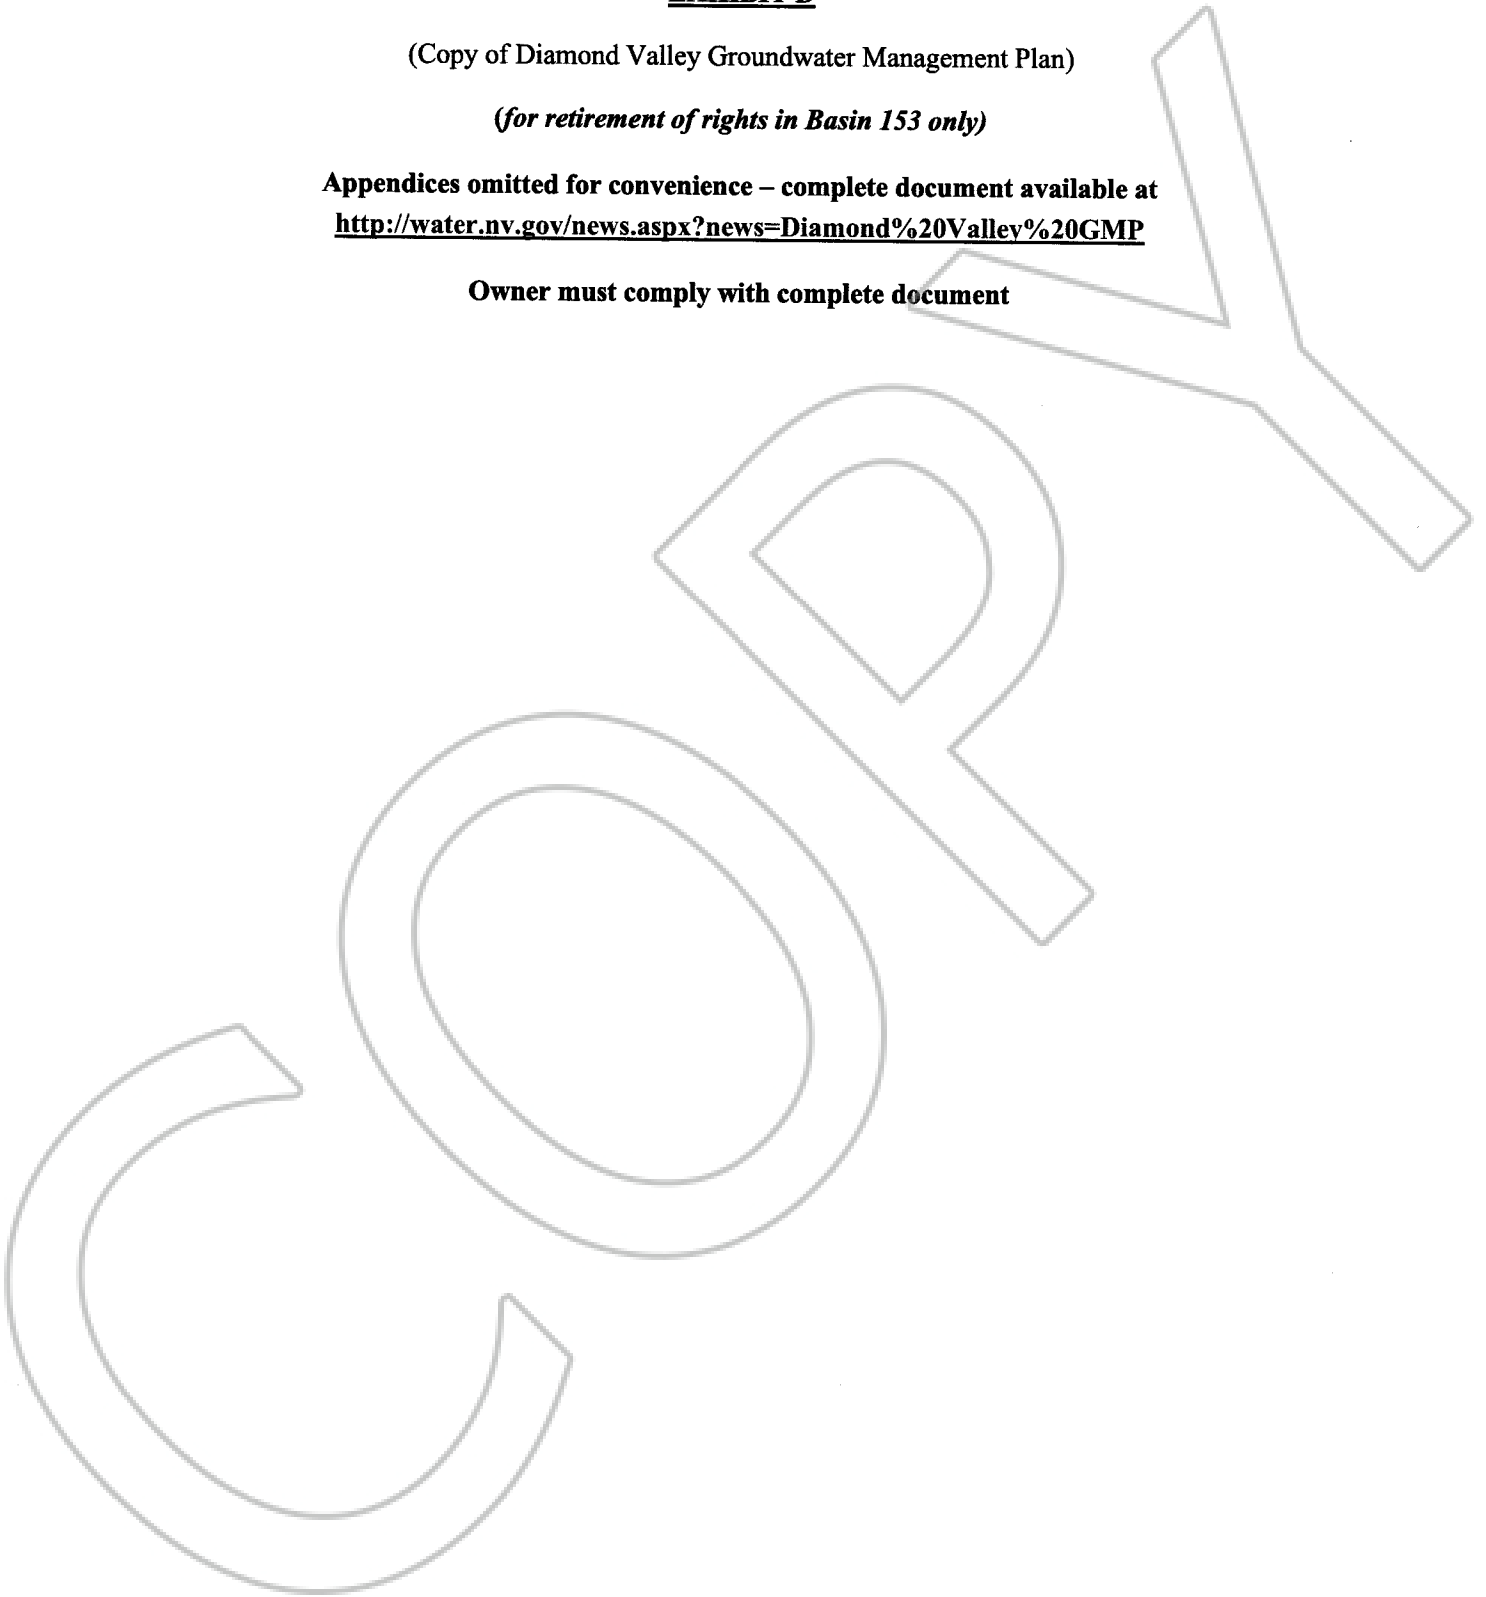 (Copy of Diamond Valley Groundwater Management Plan)
(for retirement of rights in Basin 153 only)
Appendices omitted for convenience – complete document available at
http://water.nv.gov/news.aspx?news=Diamond%20Valley%20GMP
Owner must comply with complete document
COPY